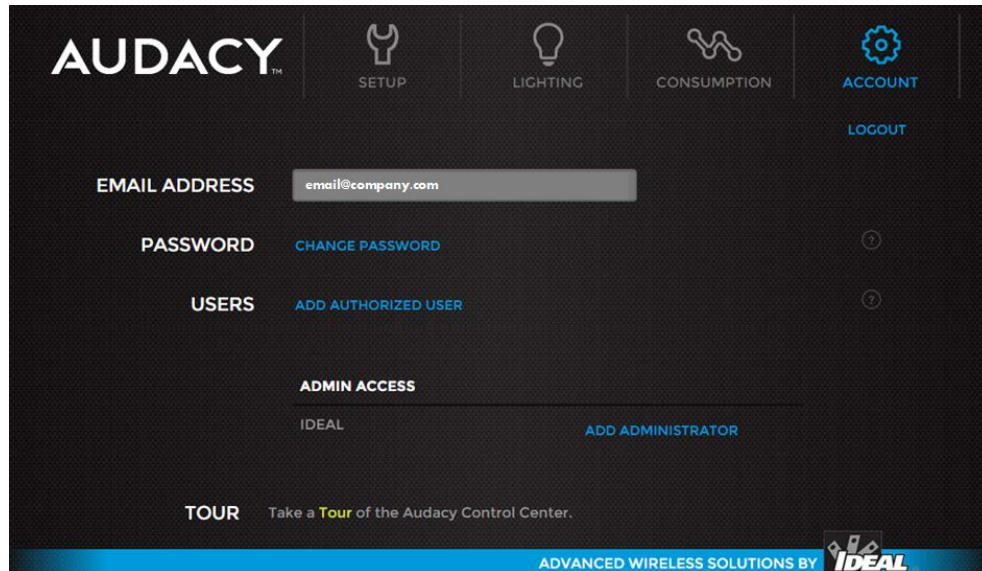 AUDACY™
SETUP
LIGHTING
CONSUMPTION
ACCOUNT
LOGOUT
EMAIL ADDRESS email@company.com
PASSWORD CHANGE PASSWORD ?
USERS ADD AUTHORIZED USER ?
ADMIN ACCESS
IDEAL ADD ADMINISTRATOR
TOUR Take a Tour of the Audacy Control Center.
ADVANCED WIRELESS SOLUTIONS BY IDEAL